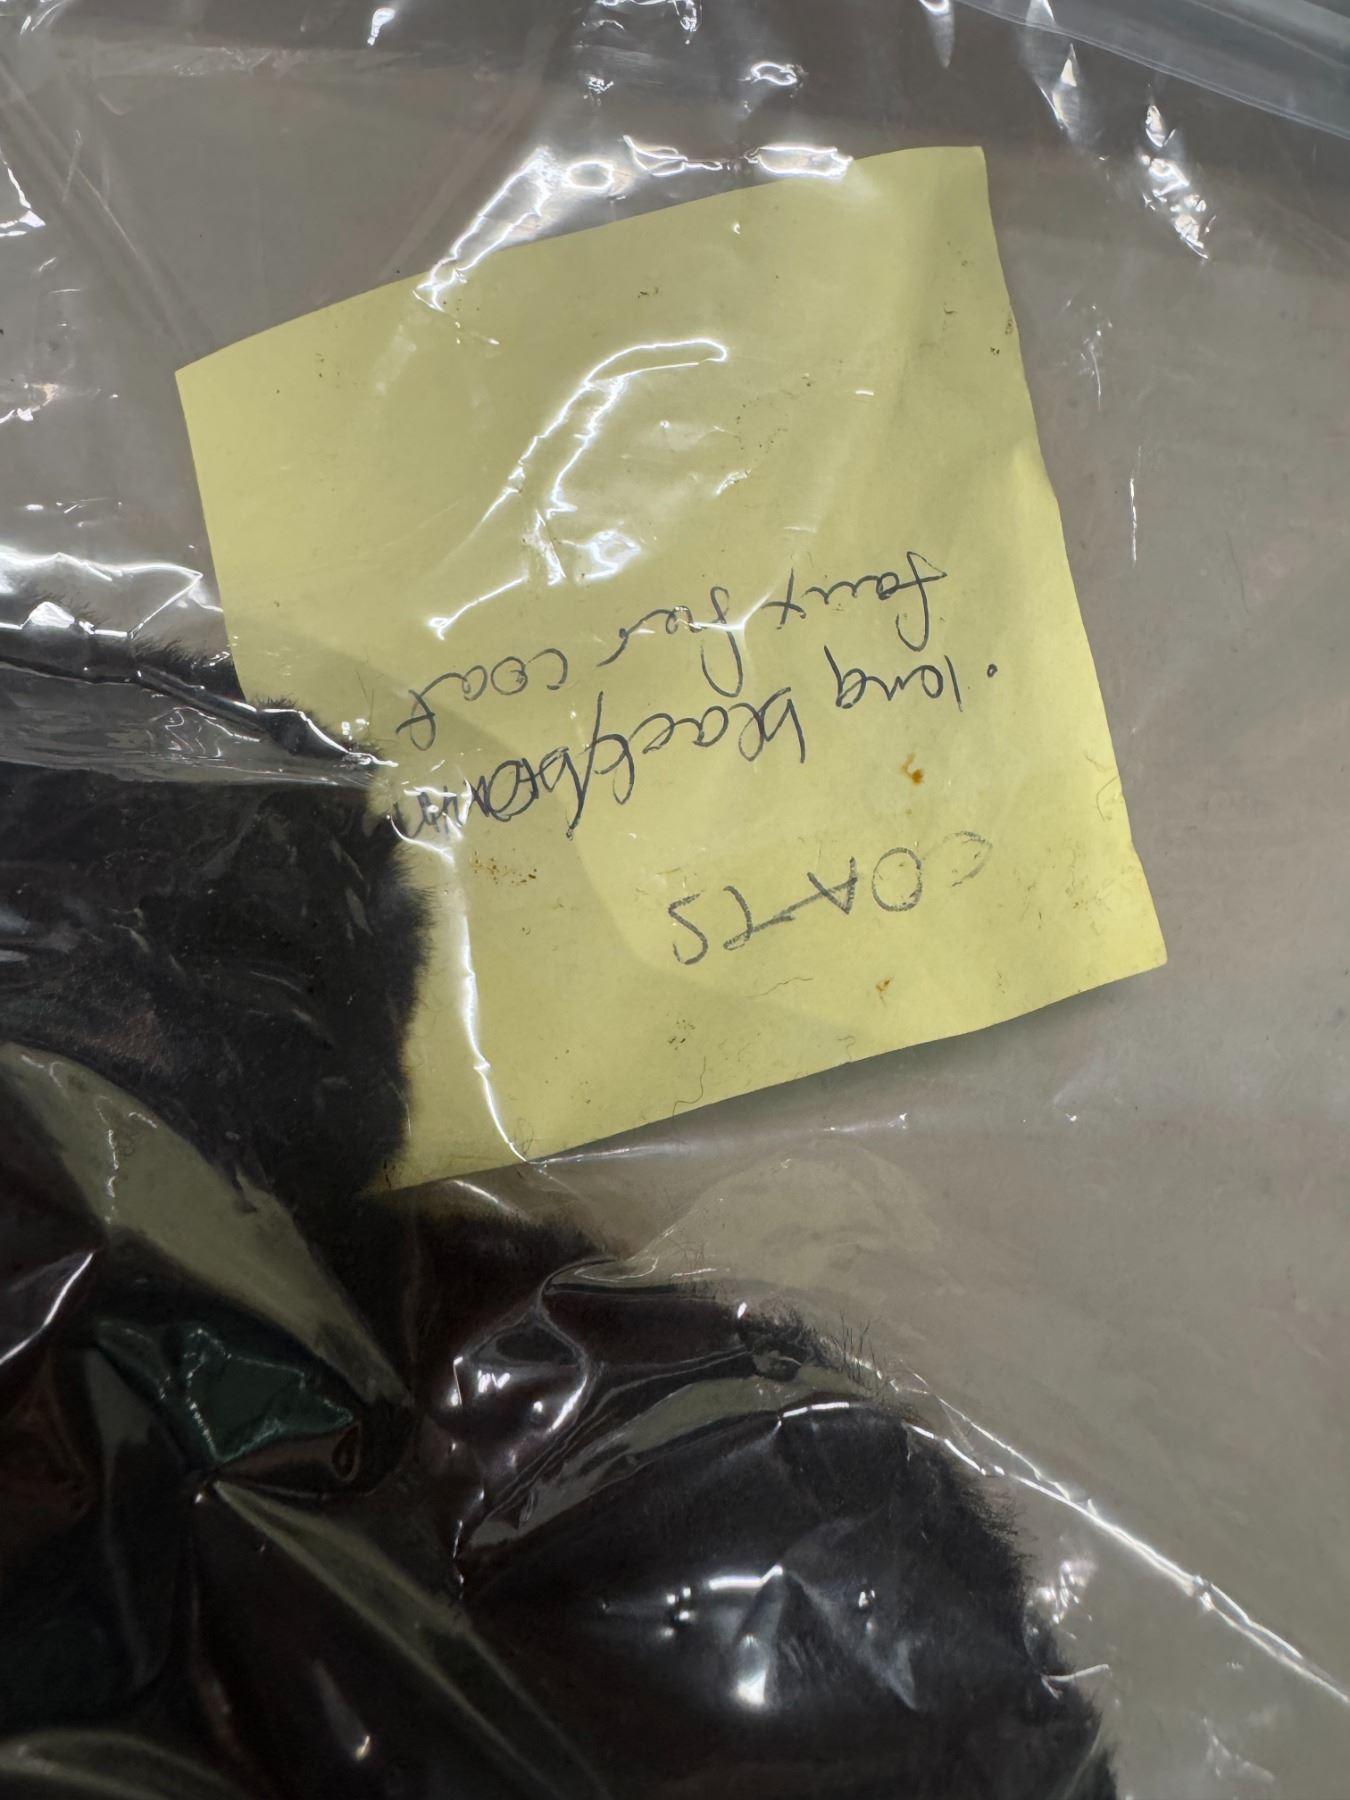 COATS
• long black/brown
faux fur coat